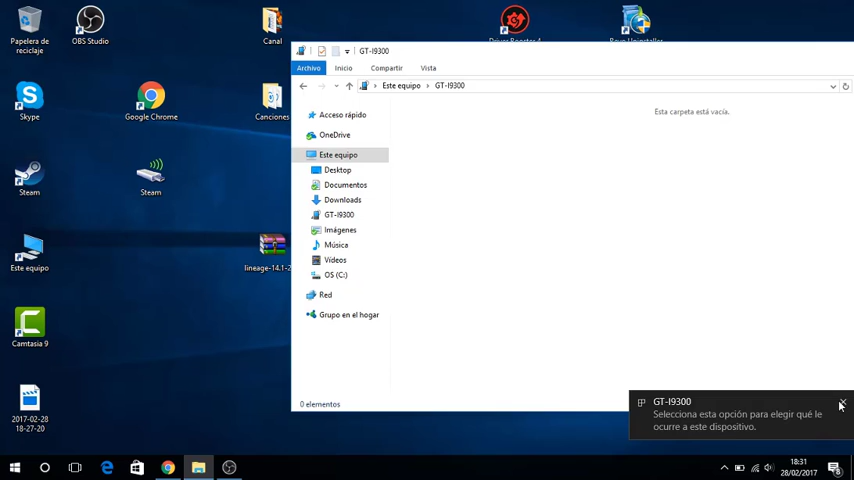 Papelera de
reciclaje
OBS Studio
Canal
Driver Booster 4
Revo Uninstaller
Skype
Google Chrome
Canciones
Steam
Steam
Este equipo
lineage-14.1-2
Camtasia 9
2017-02-28
18-27-20
GT-I9300
Archivo
Inicio
Compartir
Vista
Este equipo
GT-I9300
Esta carpeta está vacía.
Acceso rápido
OneDrive
Este equipo
Desktop
Documentos
Downloads
GT-I9300
Imágenes
Música
Vídeos
OS (C:)
Red
Grupo en el hogar
0 elementos
GT-I9300
Selecciona esta opción para elegir qué le
ocurre a este dispositivo.
18:31
28/02/2017
8